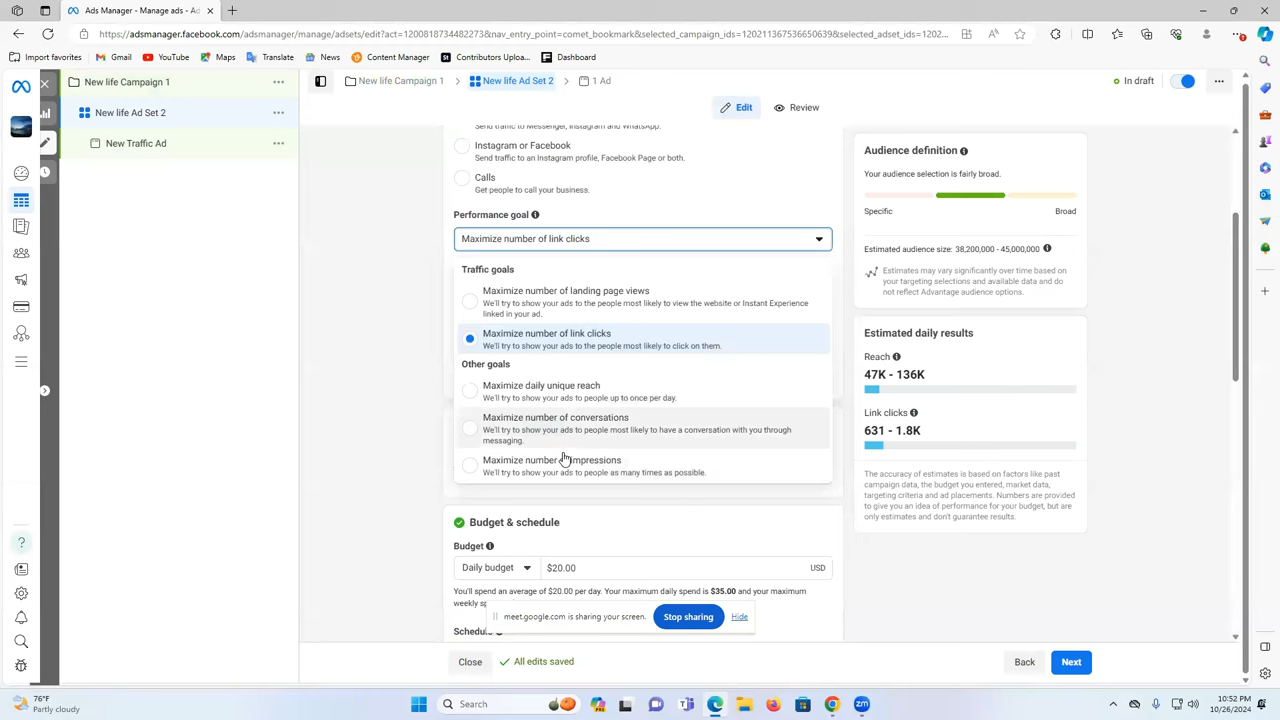 Ads Manager - Manage ads - Ad
https://adsmanager.facebook.com/adsmanager/manage/adsets/edit?act=1200818734482273&nav_entry_point=comet_bookmark&selected_campaign_ids=120211367536650639&selected_adset_ids=1202...
Import favorites
Gmail
YouTube
Maps
Translate
News
Content Manager
Contributors Outlo...
Dashboard
New life Campaign 1
New life Ad Set 2
New Traffic Ad
New life Campaign 1
New life Ad Set 2
1 Ad
In draft
Edit
Review
Send traffic to Messenger, Instagram and WhatsApp.
Instagram or Facebook
Send traffic to an Instagram profile, Facebook Page or both.
Calls
Get people to call your business.
Performance goal
Maximize number of link clicks
Traffic goals
Maximize number of landing page views
We'll try to show your ads to the people most likely to view the website or Instant Experience
linked in your ad.
Maximize number of link clicks
We'll try to show your ads to the people most likely to click on them.
Other goals
Maximize daily unique reach
We'll try to show your ads to people up to once per day.
Maximize number of conversations
We'll try to show your ads to people most likely to have a conversation with you through
messaging.
Maximize number impressions
We'll try to show your ads to people as many times as possible.
Budget & schedule
Budget
Daily budget
$20.00
USD
You'll spend an average of $20.00 per day. Your maximum daily spend is $35.00 and your maximum
weekly sp
meet.google.com is sharing your screen.
Stop sharing
Hide
Schedule
Close
All edits saved
Back
Next
Audience definition
Your audience selection is fairly broad.
Specific
Broad
Estimated audience size: 38,200,000 - 45,000,000
Estimates may vary significantly over time based on
your targeting selections and available data and do
not reflect Advantage audience options.
Estimated daily results
Reach
47K - 136K
Link clicks
631 - 1.8K
The accuracy of estimates is based on factors like past
campaign data, the budget you entered, market data,
targeting criteria and ad placements. Numbers are provided
to give you an idea of performance for your budget, but are
only estimates and don't guarantee results.
76°F
Partly cloudy
Search
10:52 PM
10/26/2024